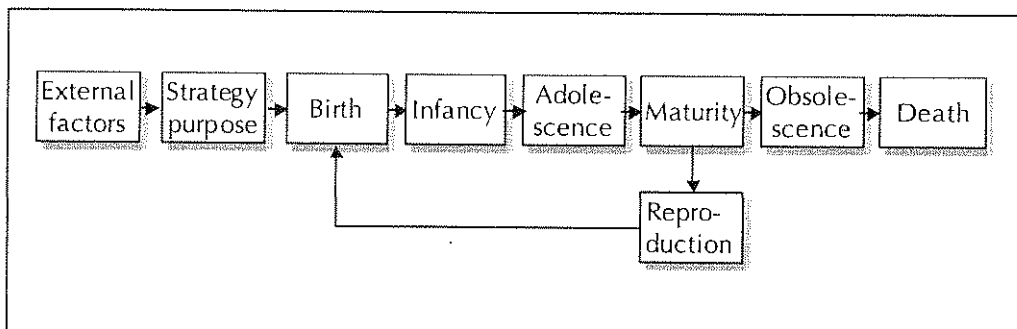 External
factors
Strategy
purpose
Birth
Infancy
Adole-
scence
Maturity
Obsole-
scence
Death
Repro-
duction